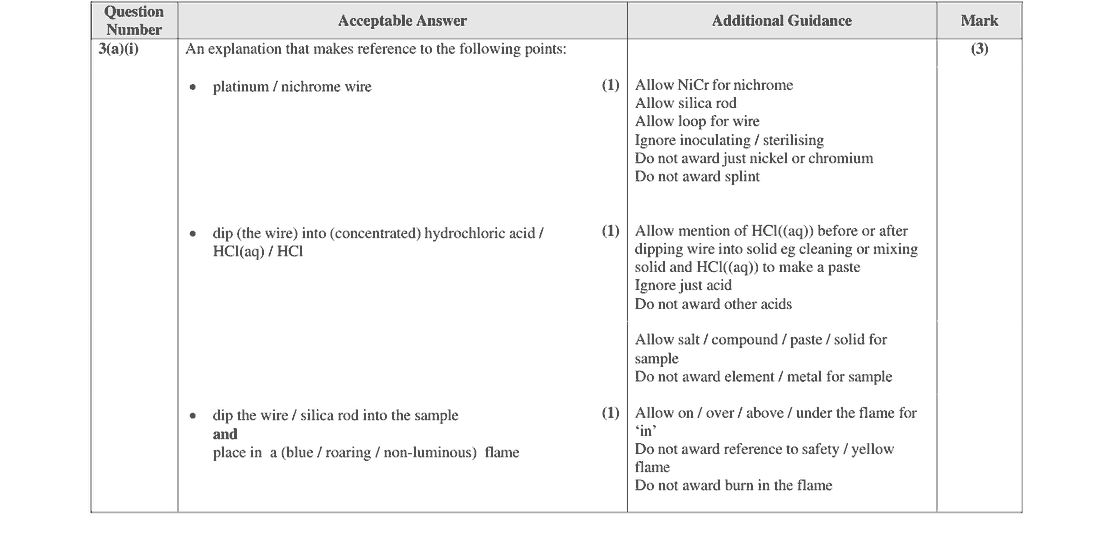 Question Number
Acceptable Answer
Additional Guidance
Mark
3(a)(i)
An explanation that makes reference to the following points:
(3)
• platinum / nichrome wire
(1)
Allow NiCr for nichrome
Allow silica rod
Allow loop for wire
Ignore inoculating / sterilising
Do not award just nickel or chromium
Do not award splint
• dip (the wire) into (concentrated) hydrochloric acid /
HCl(aq) / HCl
(1)
Allow mention of HCl((aq)) before or after
dipping wire into solid eg cleaning or mixing
solid and HCl((aq)) to make a paste
Ignore just acid
Do not award other acids
Allow salt / compound / paste / solid for
sample
Do not award element / metal for sample
• dip the wire / silica rod into the sample
and
place in a (blue / roaring / non-luminous) flame
(1)
Allow on / over / above / under the flame for
‘in’
Do not award reference to safety / yellow
flame
Do not award burn in the flame